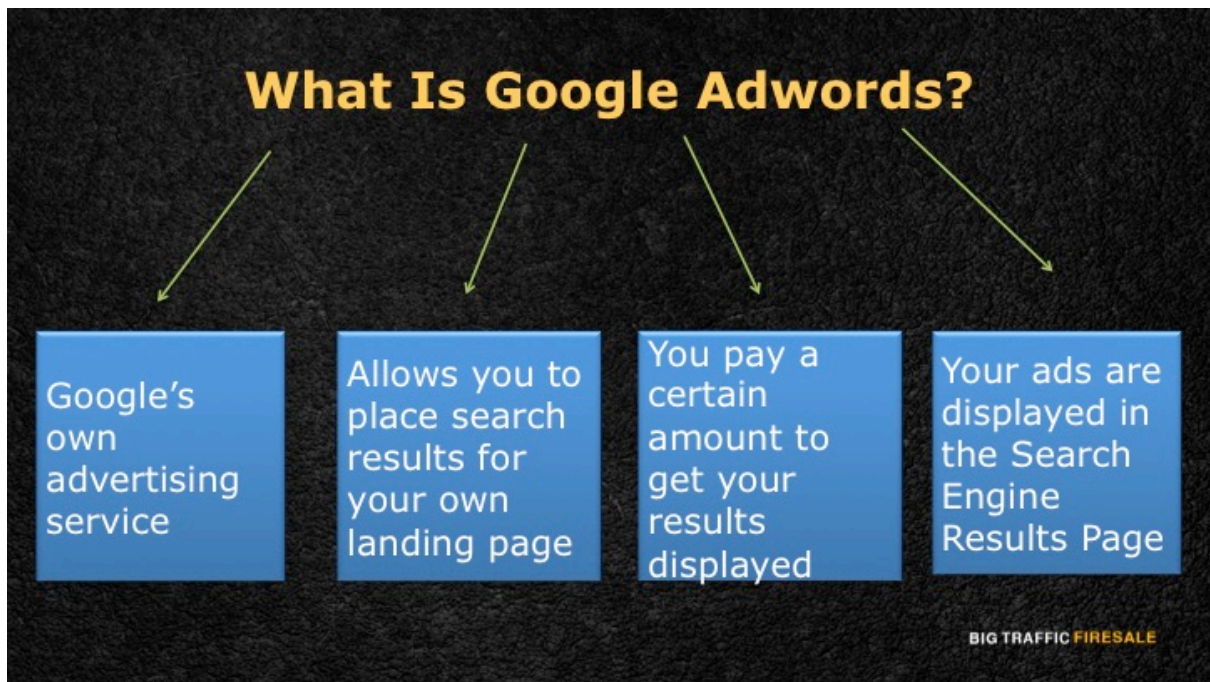 What Is Google Adwords?
Google’s
own
advertising
service
Allows you to
place search
results for
your own
landing page
You pay a
certain
amount to
get your
results
displayed
Your ads are
displayed in
the Search
Engine
Results Page
BIG TRAFFIC FIRESALE